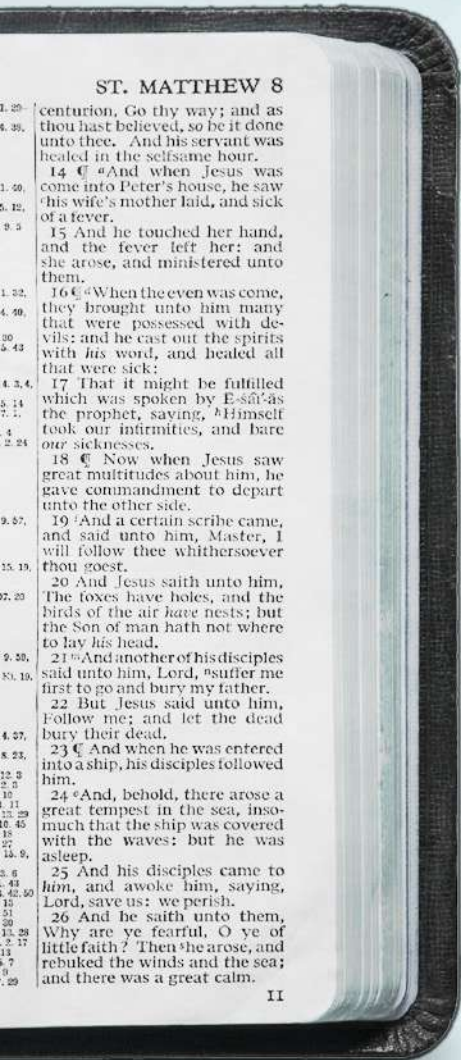 ST. MATTHEW 8
centurion, Go thy way; and as
thou hast believed, so be it done
unto thee. And his servant was
healed in the selfsame hour.
14 ¶ ᵃAnd when Jesus was
come into Peter's house, he saw
ᶜhis wife's mother laid, and sick
of a fever.
15 And he touched her hand,
and the fever left her: and
she arose, and ministered unto
them.
16 ¶ ᵈWhen the even was come,
they brought unto him many
that were possessed with de-
vils: and he cast out the spirits
with his word, and healed all
that were sick:
17 That it might be fulfilled
which was spoken by E-sāi'-ăs
the prophet, saying, ʰHimself
took our infirmities, and bare
our sicknesses.
18 ¶ Now when Jesus saw
great multitudes about him, he
gave commandment to depart
unto the other side.
19 ⁱAnd a certain scribe came,
and said unto him, Master, I
will follow thee whithersoever
thou goest.
20 And Jesus saith unto him,
The foxes have holes, and the
birds of the air have nests; but
the Son of man hath not where
to lay his head.
21 ᵐAnd another of his disciples
said unto him, Lord, ⁿsuffer me
first to go and bury my father.
22 But Jesus said unto him,
Follow me; and let the dead
bury their dead.
23 ¶ And when he was entered
into a ship, his disciples followed
him.
24 ᵒAnd, behold, there arose a
great tempest in the sea, inso-
much that the ship was covered
with the waves: but he was
asleep.
25 And his disciples came to
him, and awoke him, saying,
Lord, save us: we perish.
26 And he saith unto them,
Why are ye fearful, O ye of
little faith? Then ˢhe arose, and
rebuked the winds and the sea;
and there was a great calm.
11